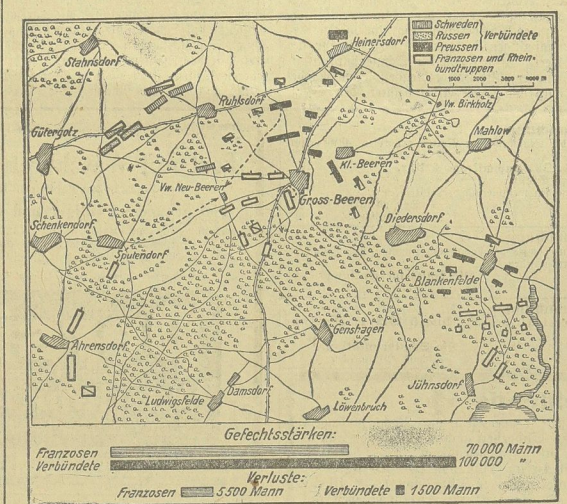 Schweden
Russen
Preussen
Verbündete
Franzosen und Rhein-
bundtruppen
0 1000 2000 3000 4000 m
Stahnsdorf
Heinersdorf
Ruhlsdorf
Vw. Birkholz
Gütergotz
Mahlow
Kl.-Beeren
Vw. Neu-Beeren
Gross-Beeren
Schenkendorf
Sputendorf
Diedersdorf
Blankenfelde
Ahrensdorf
Genshagen
Jühnsdorf
Ludwigsfelde
Damsdorf
Löwenbruch
Gefechtsstärken:
Franzosen 70 000 Mann
Verbündete 100 000 "
Verluste:
Franzosen 5500 Mann Verbündete 1500 Mann